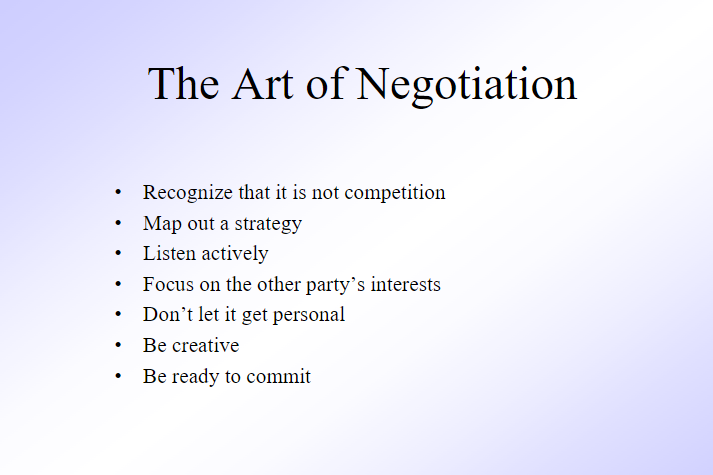 The Art of Negotiation
• Recognize that it is not competition
• Map out a strategy
• Listen actively
• Focus on the other party’s interests
• Don’t let it get personal
• Be creative
• Be ready to commit